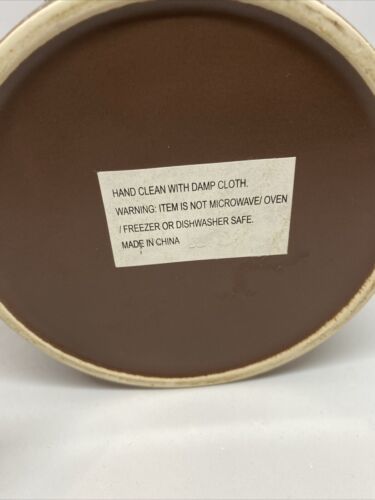 HAND CLEAN WITH DAMP CLOTH.
WARNING: ITEM IS NOT MICROWAVE/ OVEN
/ FREEZER OR DISHWASHER SAFE.
MADE IN CHINA